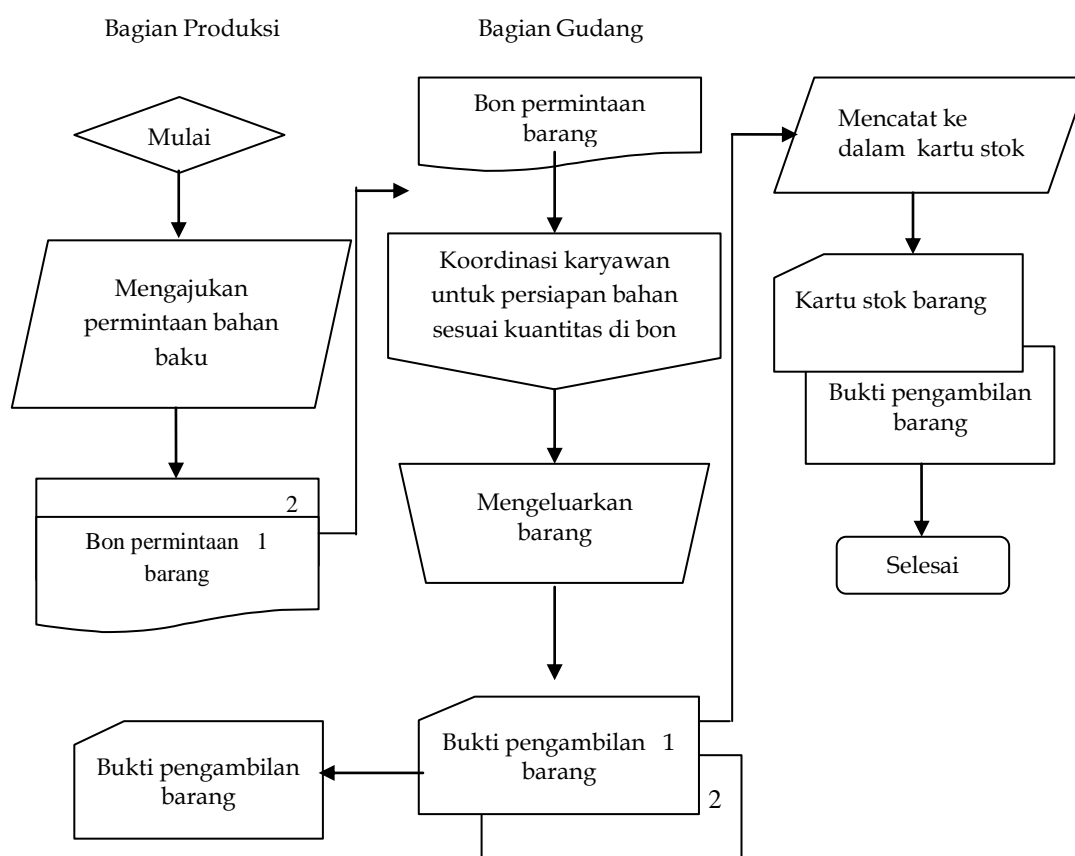 Bagian Produksi
Bagian Gudang
Mulai
Mengajukan
permintaan bahan
baku
2
Bon permintaan 1
barang
Bon permintaan
barang
Koordinasi karyawan
untuk persiapan bahan
sesuai kuantitas di bon
Mengeluarkan
barang
Bukti pengambilan 1
barang
2
Bukti pengambilan
barang
Mencatat ke
dalam kartu stok
Kartu stok barang
Bukti pengambilan
barang
Selesai